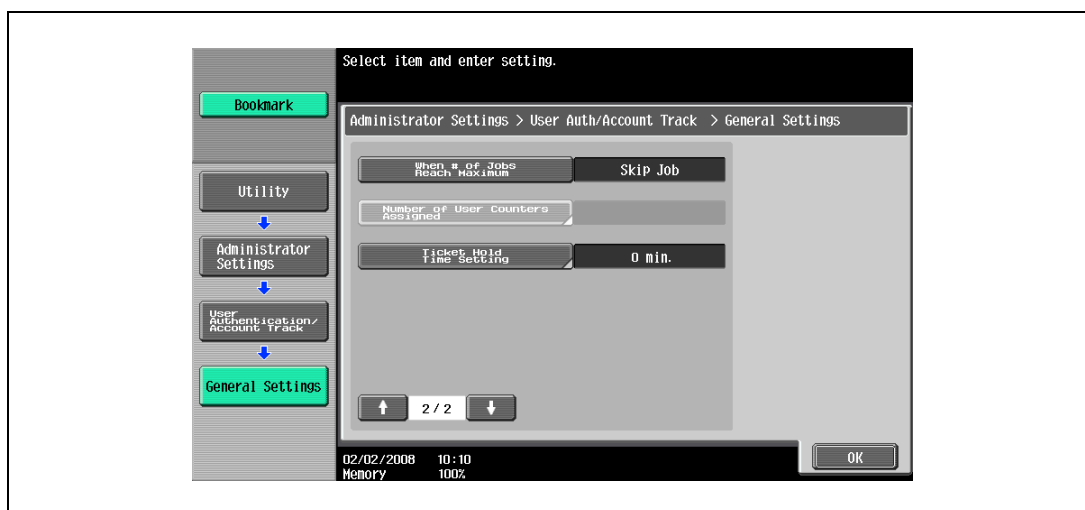 Select item and enter setting.
Bookmark
Administrator Settings > User Auth/Account Track > General Settings
When # of Jobs
Reach Maximum
Skip Job
Utility
Number of User Counters
Assigned
Administrator
Settings
Ticket Hold
Time Setting
0 min.
User
Authentication/
Account Track
General Settings
2/2
02/02/2008 10:10
Memory 100%
OK